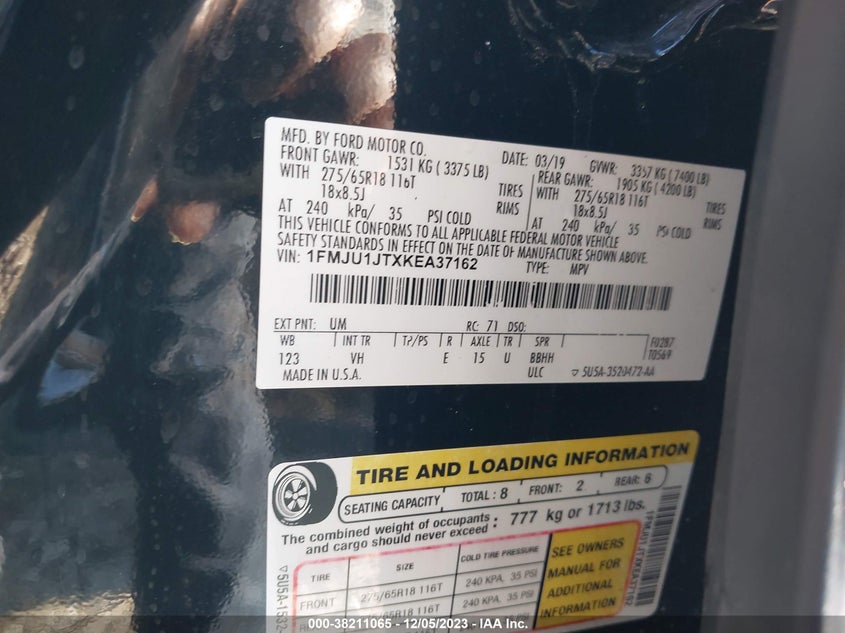 MFD. BY FORD MOTOR CO. DATE: 03/19 GVWR: 3357 KG ( 7400 LB)
FRONT GAWR: 1531 KG ( 3375 LB) REAR GAWR: 1905 KG ( 4200 LB)
WITH 275/65R18 116T TIRES WITH 275/65R18 116T TIRES
18x8.5J RIMS 18x8.5J RIMS
AT 240 kPa/ 35 PSI COLD AT 240 kPa/ 35 PSI COLD
THIS VEHICLE CONFORMS TO ALL APPLICABLE FEDERAL MOTOR VEHICLE
SAFETY STANDARDS IN EFFECT ON THE DATE OF MANUFACTURE SHOWN ABOVE.
VIN: 1FMJU1JTXKEA37162 TYPE: MPV
EXT PNT: UM RC: 71 DSO:
WB INT TR TP/PS R AXLE TR SPR F0287
123 VH E 15 U BBHH T0569
MADE IN U.S.A. ULC ▽ 5U5A-3520472-AA
TIRE AND LOADING INFORMATION
SEATING CAPACITY TOTAL : 8 FRONT: 2 REAR: 6
The combined weight of occupants : 777 kg or 1713 lbs.
and cargo should never exceed
TIRE SIZE COLD TIRE PRESSURE
FRONT 275/65R18 116T 240 KPA, 35 PSI
240 KPA, 35 PSI
SEE OWNERS
MANUAL FOR
ADDITIONAL
INFORMATION
1FMJU1JTXKEA37162
▽5U5A-1532
000-38211065 - 12/05/2023 - IAA Inc.